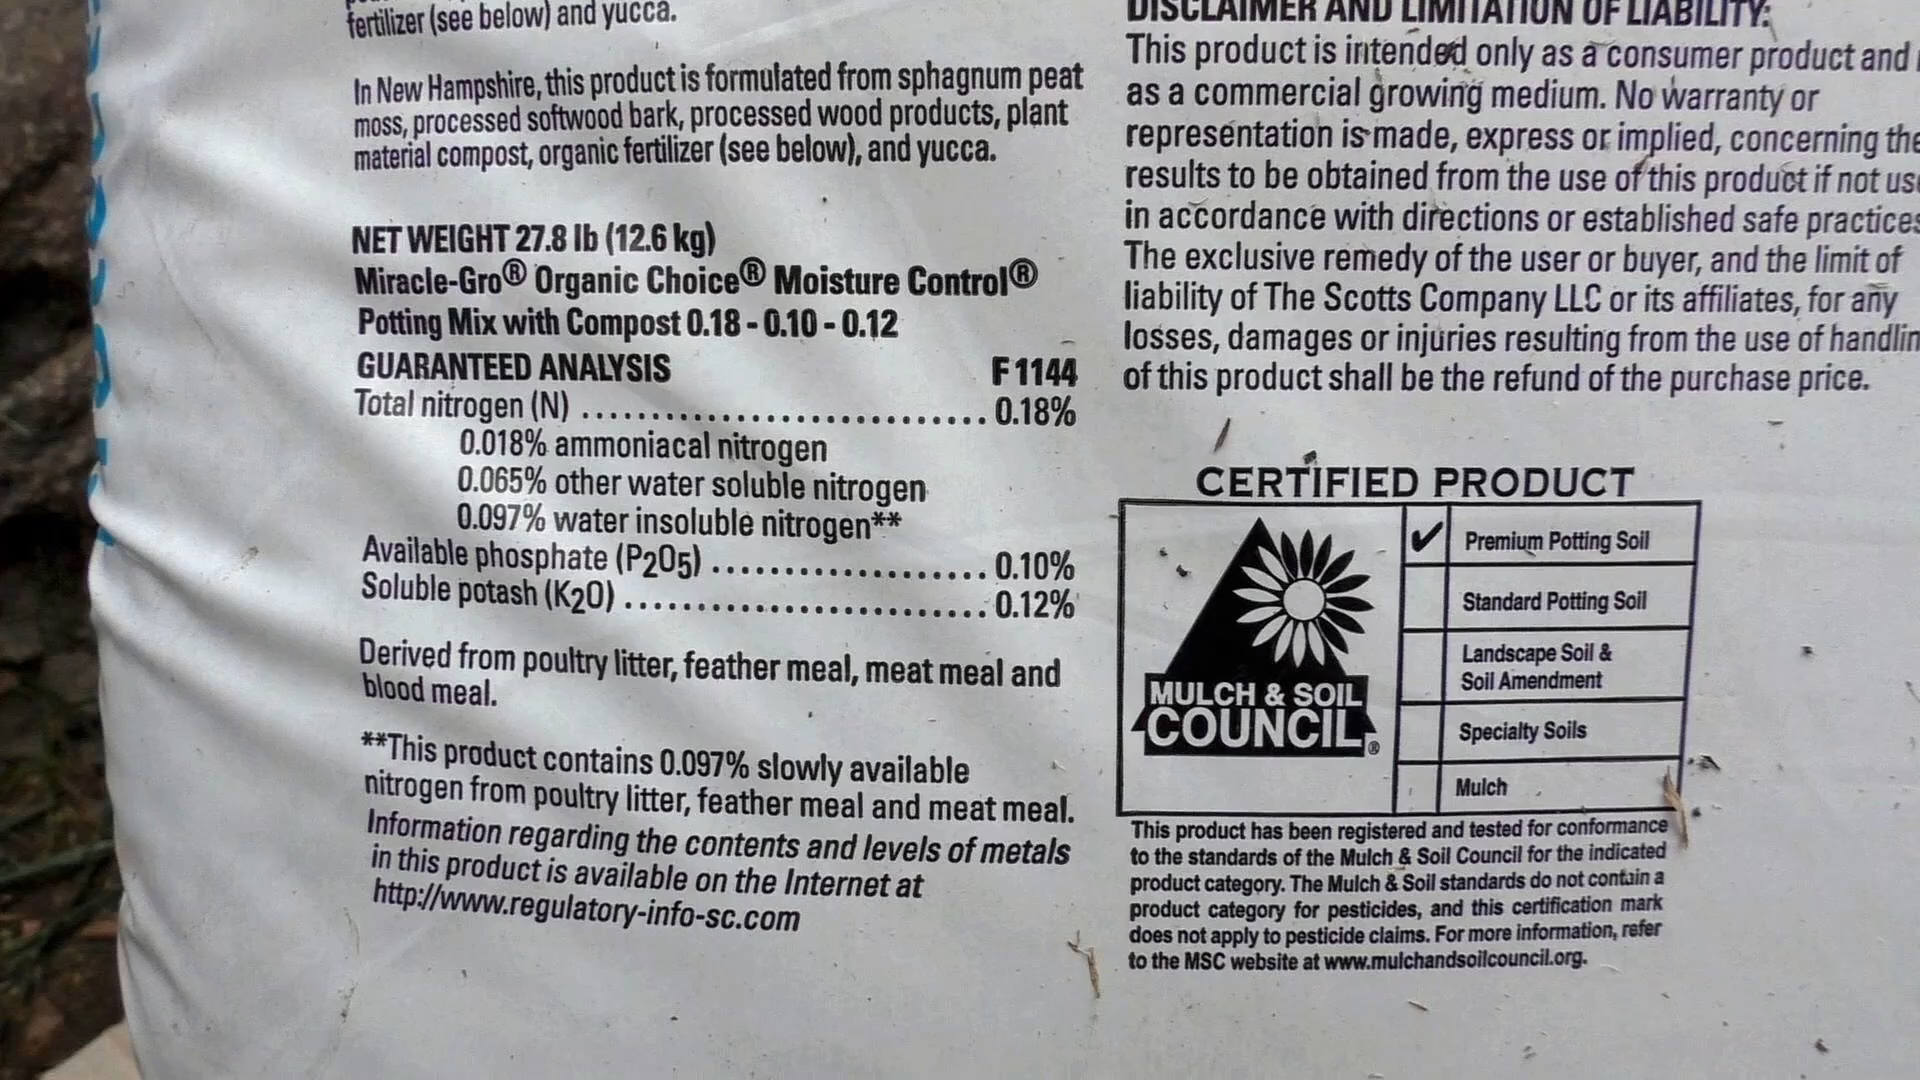 fertilizer (see below) and yucca.
In New Hampshire, this product is formulated from sphagnum peat
moss, processed softwood bark, processed wood products, plant
material compost, organic fertilizer (see below), and yucca.
NET WEIGHT 27.8 lb (12.6 kg)
Miracle-Gro® Organic Choice® Moisture Control®
Potting Mix with Compost 0.18 - 0.10 - 0.12
GUARANTEED ANALYSIS F1144
Total nitrogen (N) .............................. 0.18%
0.018% ammoniacal nitrogen
0.065% other water soluble nitrogen
0.097% water insoluble nitrogen**
Available phosphate (P2O5) .................... 0.10%
Soluble potash (K2O) .......................... 0.12%
Derived from poultry litter, feather meal, meat meal and
blood meal.
**This product contains 0.097% slowly available
nitrogen from poultry litter, feather meal and meat meal.
Information regarding the contents and levels of metals
in this product is available on the Internet at
http://www.regulatory-info-sc.com
DISCLAIMER AND LIMITATION OF LIABILITY:
This product is intended only as a consumer product and
as a commercial growing medium. No warranty or
representation is made, express or implied, concerning the
results to be obtained from the use of this product if not
in accordance with directions or established safe practices
The exclusive remedy of the user or buyer, and the limit of
liability of The Scotts Company LLC or its affiliates, for any
losses, damages or injuries resulting from the use of
of this product shall be the refund of the purchase price.
CERTIFIED PRODUCT
MULCH & SOIL
COUNCIL®
✔ Premium Potting Soil
Standard Potting Soil
Landscape Soil &
Soil Amendment
Specialty Soils
Mulch
This product has been registered and tested for conformance
to the standards of the Mulch & Soil Council for the indicated
product category. The Mulch & Soil standards do not contain a
product category for pesticides, and this certification mark
does not apply to pesticide claims. For more information, refer
to the MSC website at www.mulchandsoilcouncil.org.